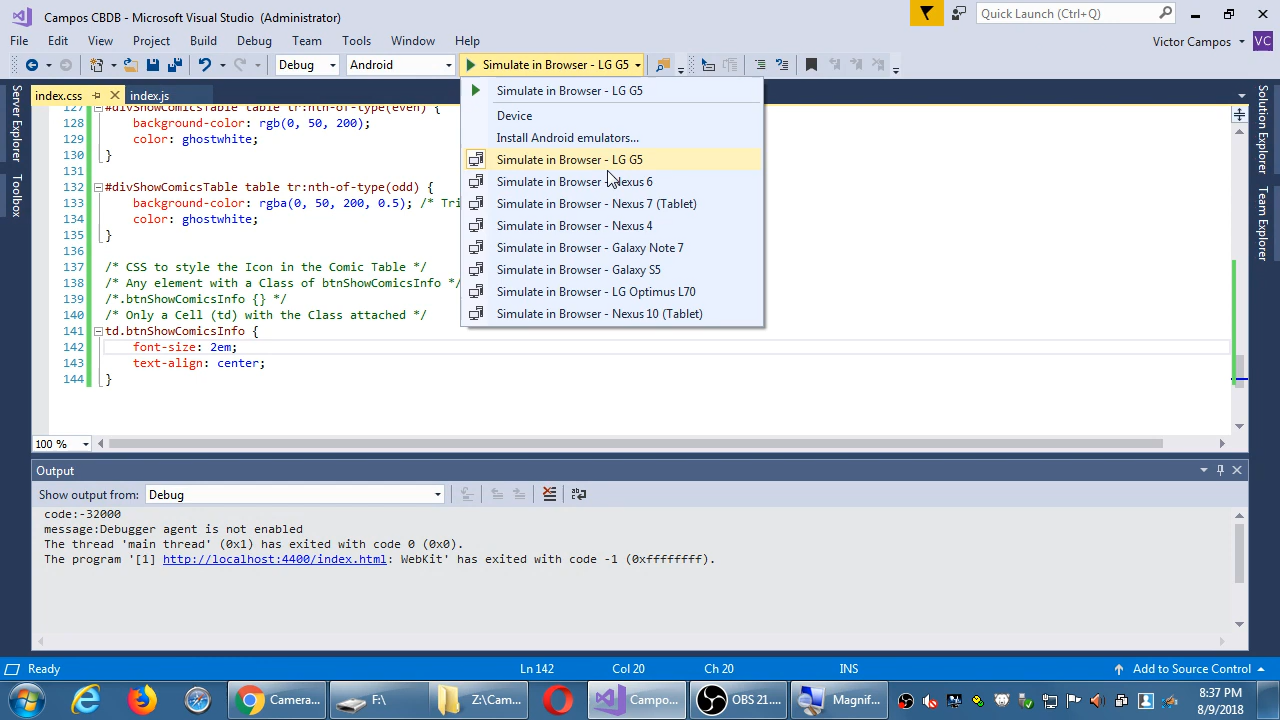 Campos CBDB - Microsoft Visual Studio (Administrator)
Quick Launch (Ctrl+Q)
File Edit View Project Build Debug Team Tools Window Help
Victor Campos VC
Debug Android Simulate in Browser - LG G5
index.css index.js
Simulate in Browser - LG G5
Device
Install Android emulators...
Simulate in Browser - LG G5
Simulate in Browser - Nexus 6
Simulate in Browser - Nexus 7 (Tablet)
Simulate in Browser - Nexus 4
Simulate in Browser - Galaxy Note 7
Simulate in Browser - Galaxy S5
Simulate in Browser - LG Optimus L70
Simulate in Browser - Nexus 10 (Tablet)
Server Explorer
Toolbox
Solution Explorer
Team Explorer
127 #divShowComicsTable table tr:nth-of-type(even) {
128 background-color: rgb(0, 50, 200);
129 color: ghostwhite;
130 }
131
132 #divShowComicsTable table tr:nth-of-type(odd) {
133 background-color: rgba(0, 50, 200, 0.5); /* Tri
134 color: ghostwhite;
135 }
136
137 /* CSS to style the Icon in the Comic Table */
138 /* Any element with a Class of btnShowComicsInfo */
139 /*.btnShowComicsInfo {} */
140 /* Only a Cell (td) with the Class attached */
141 td.btnShowComicsInfo {
142 font-size: 2em;
143 text-align: center;
144 }
100 %
Output
Show output from: Debug
code:-32000
message:Debugger agent is not enabled
The thread 'main thread' (0x1) has exited with code 0 (0x0).
The program '[1] http://localhost:4400/index.html: WebKit' has exited with code -1 (0xffffffff).
Ready Ln 142 Col 20 Ch 20 INS Add to Source Control
Camera... F:\ Z:\Cam... Campo... OBS 21.... Magnif...
8:37 PM
8/9/2018